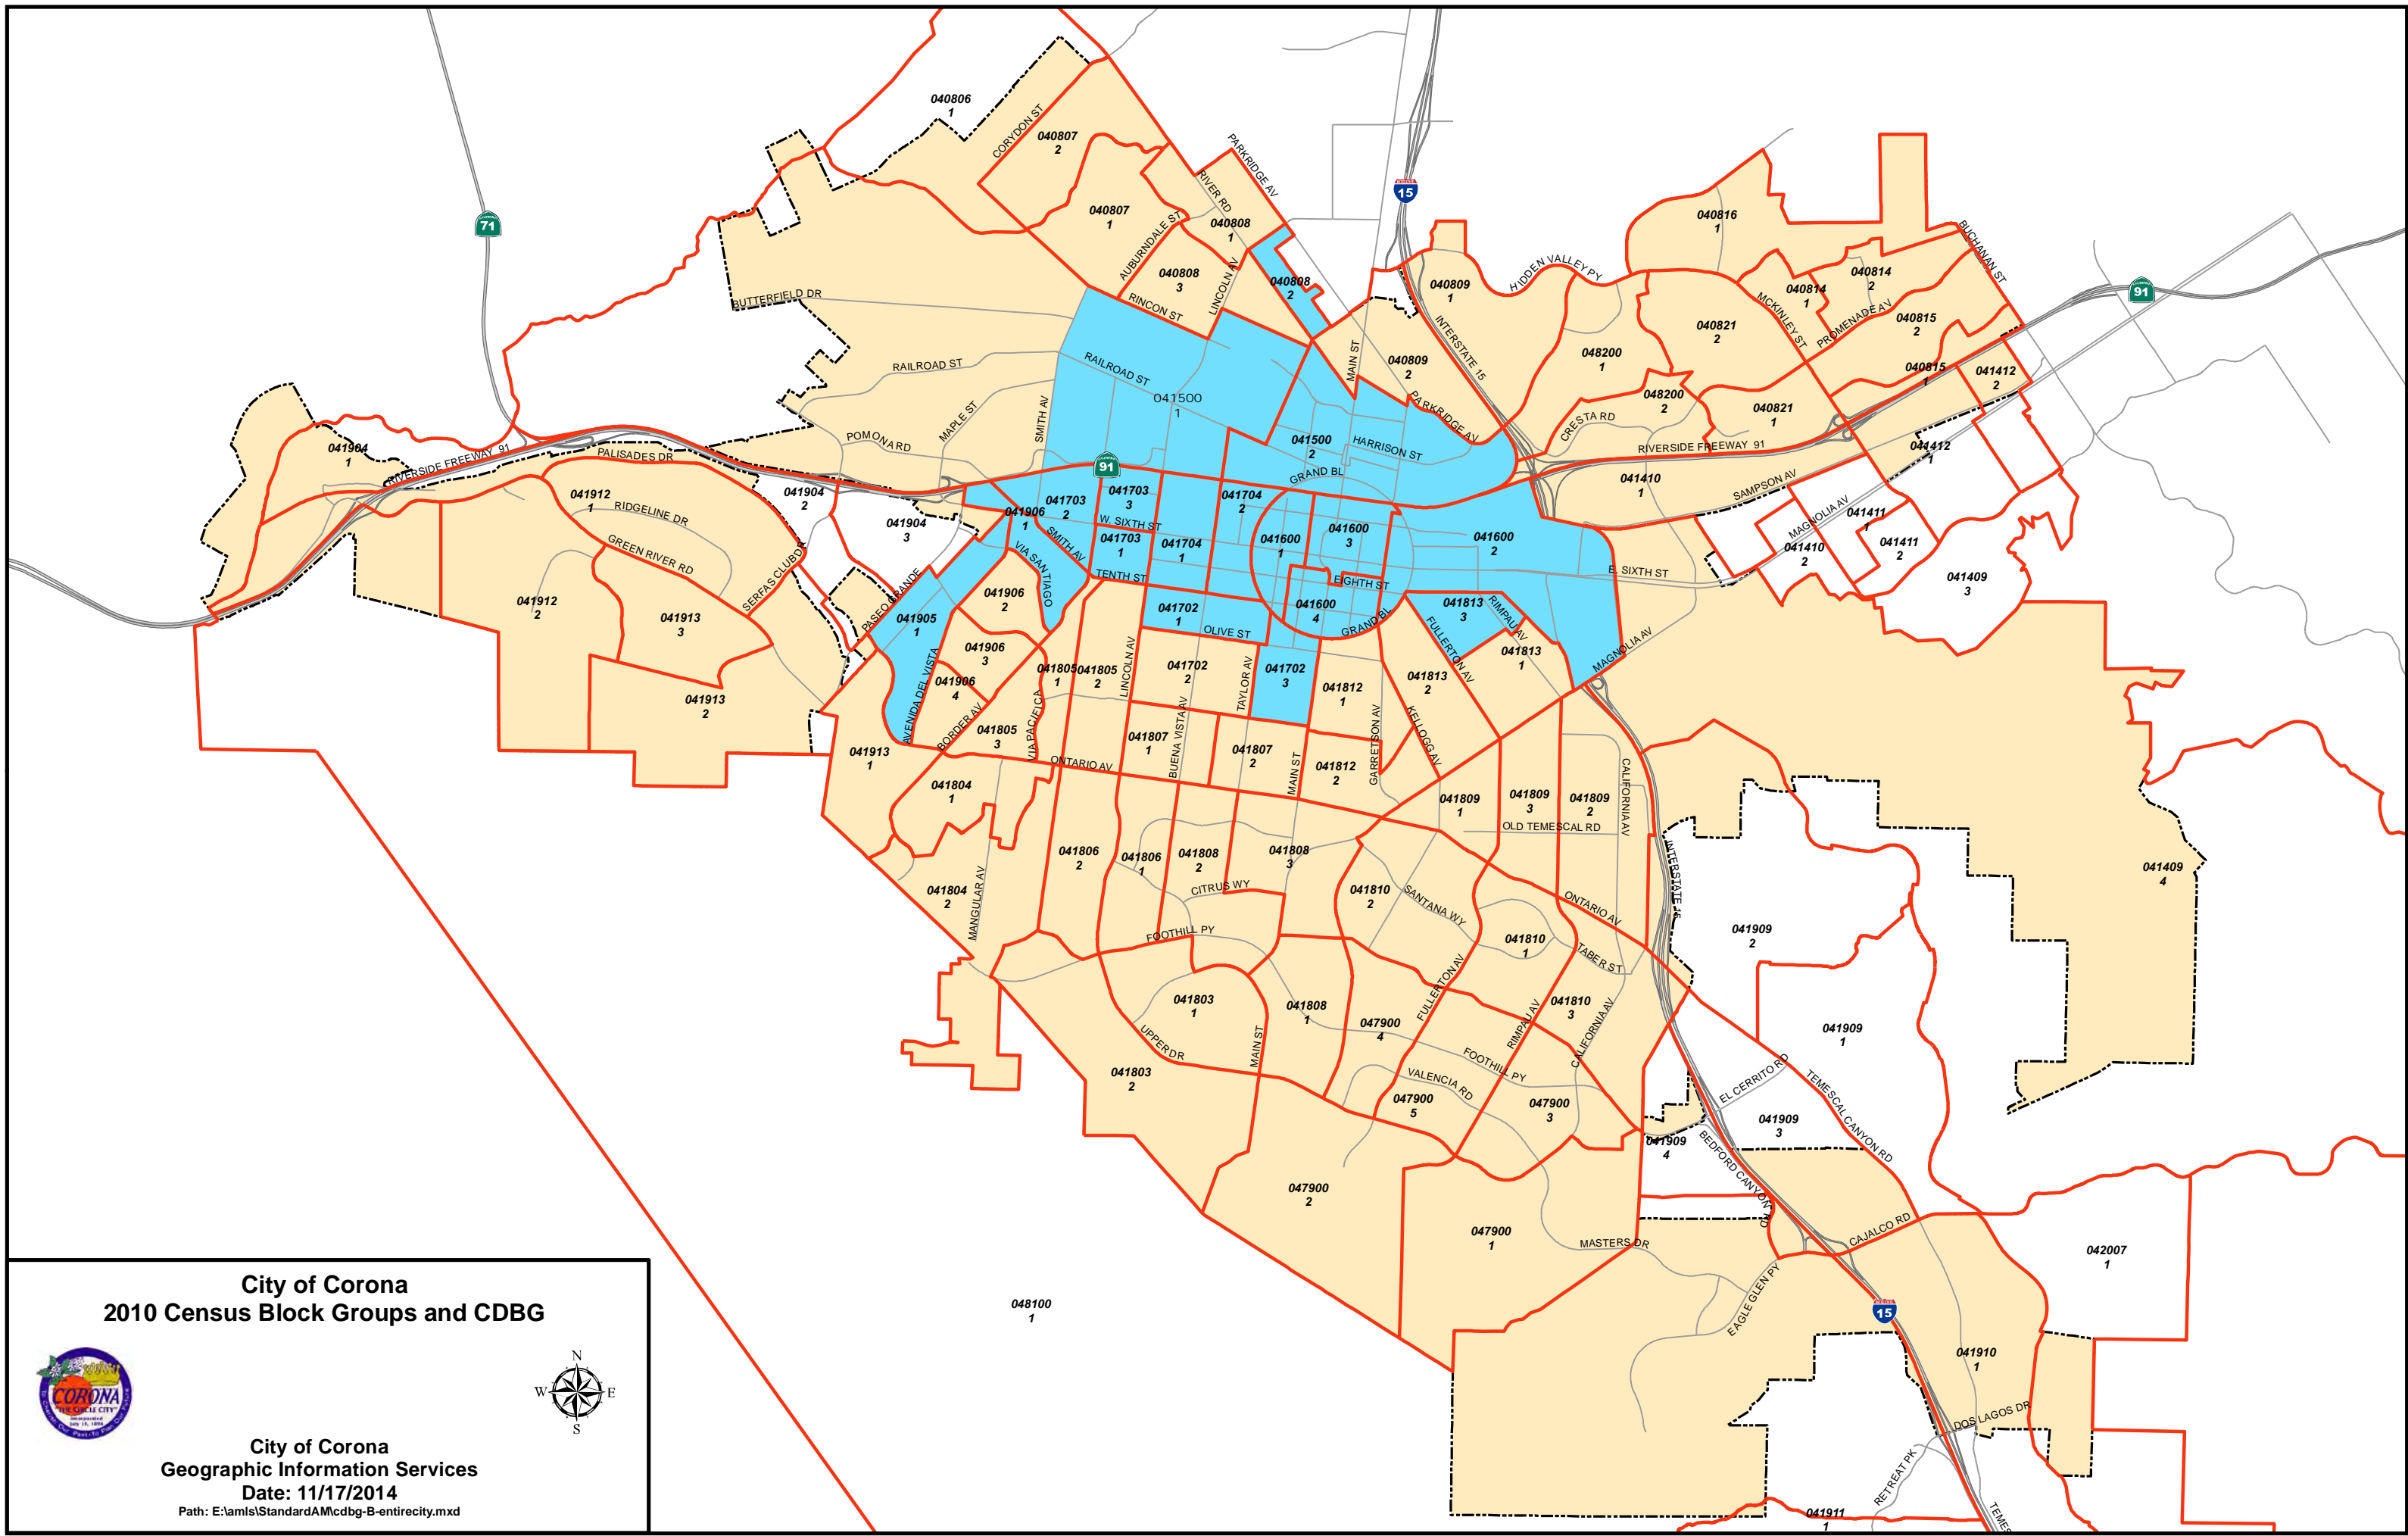 040806
1
CORYDON ST
040807
2
PARKRIDGE AV
15
71
RIVER RD
040807
1
040808
1
AUBURNDALE ST
040816
1
BUCHANAN ST
040808
3
LINCOLN AV
040808
2
HIDDEN VALLEY PY
040809
1
040814
2
040814
1
91
BUTTERFIELD DR
RINCON ST
MCKINLEY ST
PROMENADE AV
040815
2
040821
2
INTERSTATE 15
MAIN ST
040809
2
048200
1
RAILROAD ST
RAILROAD ST
040815
1
041412
2
041500
1
048200
2
PARKRIDGE AV
MAPLE ST
SMITH AV
CRESTA RD
040821
1
POMONA RD
041500
2
HARRISON ST
041904
1
RIVERSIDE FREEWAY 91
PALISADES DR
91
GRAND BL
RIVERSIDE FREEWAY 91
041412
1
041410
1
SAMPSON AV
041912
1
RIDGELINE DR
041904
2
041904
3
041703
2
041703
3
041704
2
041906
1
W. SIXTH ST
SMITH AV
041703
1
041704
1
041600
1
041600
3
041600
2
MAGNOLIA AV
041411
1
041410
2
041411
2
GREEN RIVER RD
SERFAS CLUB DR
VIA SANTIAGO
TENTH ST
EIGHTH ST
E. SIXTH ST
041409
3
PASEO GRANDE
041912
2
041913
3
041905
1
041906
2
041702
1
041600
4
041813
3
RIMPAU AV
OLIVE ST
GRAND BL
FULLERTON AV
041906
3
041813
1
MAGNOLIA AV
AVENIDA DEL VISTA
041906
4
041805
1
041805
2
LINCOLN AV
041702
2
TAYLOR AV
041702
3
041812
1
041813
2
041913
2
BORDER AV
VIA PACIFICA
BUENA VISTA AV
GARRETSON AV
KELLOGG AV
041913
1
041805
3
041807
1
041807
2
041812
2
MAIN ST
ONTARIO AV
041804
1
041809
1
041809
3
041809
2
CALIFORNIA AV
OLD TEMESCAL RD
INTERSTATE 15
041806
2
041806
1
041808
2
041808
3
041409
4
041804
2
MANGULAR AV
CITRUS WY
041810
2
SANTANA WY
ONTARIO AV
FOOTHILL PY
041810
1
TABER ST
041909
2
041803
1
041808
1
FULLERTON AV
047900
4
RIMPAU AV
041810
3
CALIFORNIA AV
041909
1
UPPER DR
MAIN ST
FOOTHILL PY
EL CERRITO RD
TEMESCAL CANYON RD
041803
2
VALENCIA RD
047900
5
047900
3
041909
3
041909
4
BEDFORD CANYON RD
047900
2
047900
1
MASTERS DR
CAJALCO RD
042007
1
EAGLE GLEN PY
15
048100
1
041910
1
DOS LAGOS DR
RETREAT PK
041911
1
City of Corona
2010 Census Block Groups and CDBG
CORONA
"THE CIRCLE CITY"
N
W
E
S
City of Corona
Geographic Information Services
Date: 11/17/2014
Path: E:\amls\StandardAM\cdbg-B-entirecity.mxd